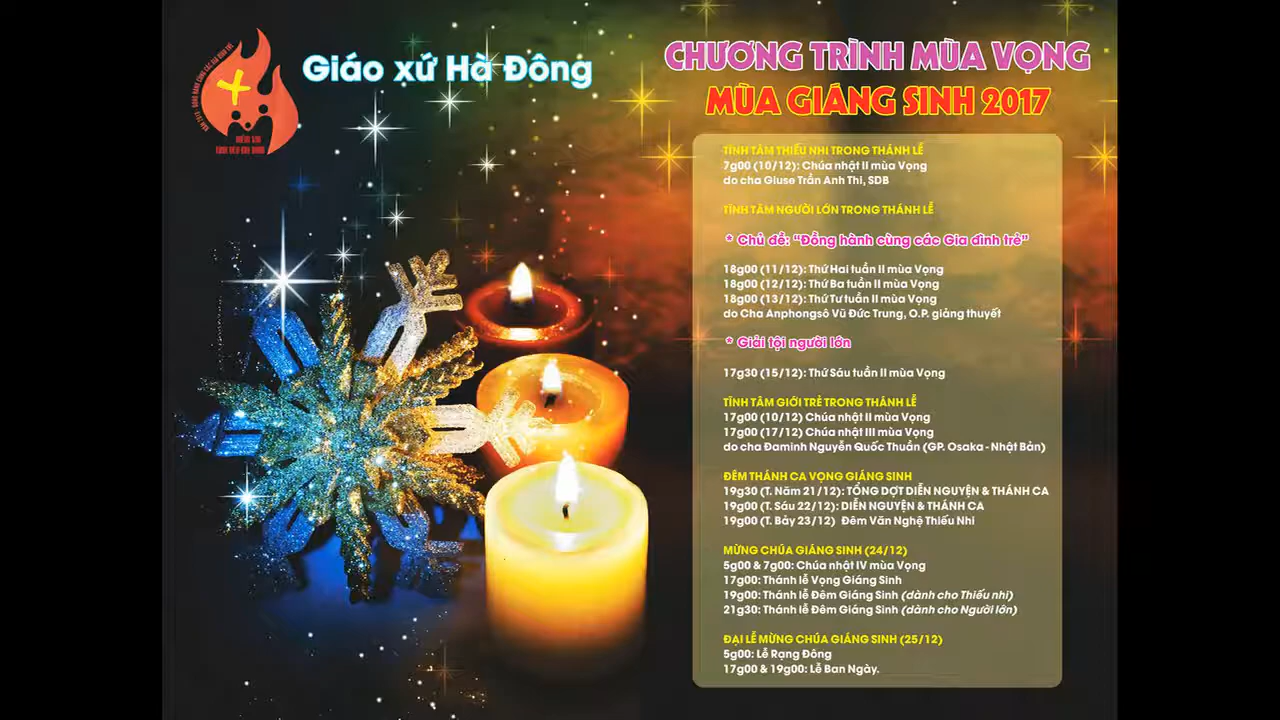 Giáo xứ Hà Đông
CHƯƠNG TRÌNH MÙA VỌNG
MÙA GIÁNG SINH 2017
TĨNH TÂM THIẾU NHI TRONG THÁNH LỄ
7g00 (10/12): Chúa nhật II mùa Vọng
do cha Giuse Trần Anh Thi, SDB
TĨNH TÂM NGƯỜI LỚN TRONG THÁNH LỄ
* Chủ đề: “Đồng hành cùng các Gia đình trẻ”
18g00 (11/12): Thứ Hai tuần II mùa Vọng
18g00 (12/12): Thứ Ba tuần II mùa Vọng
18g00 (13/12): Thứ Tư tuần II mùa Vọng
do Cha Anphongsô Vũ Đức Trung, O.P. giảng thuyết
* Giải tội người lớn
17g30 (15/12): Thứ Sáu tuần II mùa Vọng
TĨNH TÂM GIỚI TRẺ TRONG THÁNH LỄ
17g00 (10/12) Chúa nhật II mùa Vọng
17g00 (17/12) Chúa nhật III mùa Vọng
do cha Đaminh Nguyễn Quốc Thuần (GP. Osaka - Nhật Bản)
ĐÊM THÁNH CA VỌNG GIÁNG SINH
19g30 (T. Năm 21/12): TỔNG DỢT DIỄN NGUYỆN & THÁNH CA
19g00 (T. Sáu 22/12): DIỄN NGUYỆN & THÁNH CA
19g00 (T. Bảy 23/12) Đêm Văn Nghệ Thiếu Nhi
MỪNG CHÚA GIÁNG SINH (24/12)
5g00 & 7g00: Chúa nhật IV mùa Vọng
17g00: Thánh lễ Vọng Giáng Sinh
19g00: Thánh lễ Đêm Giáng Sinh (dành cho Thiếu nhi)
21g30: Thánh lễ Đêm Giáng Sinh (dành cho Người lớn)
ĐẠI LỄ MỪNG CHÚA GIÁNG SINH (25/12)
5g00: Lễ Rạng Đông
17g00 & 19g00: Lễ Ban Ngày.